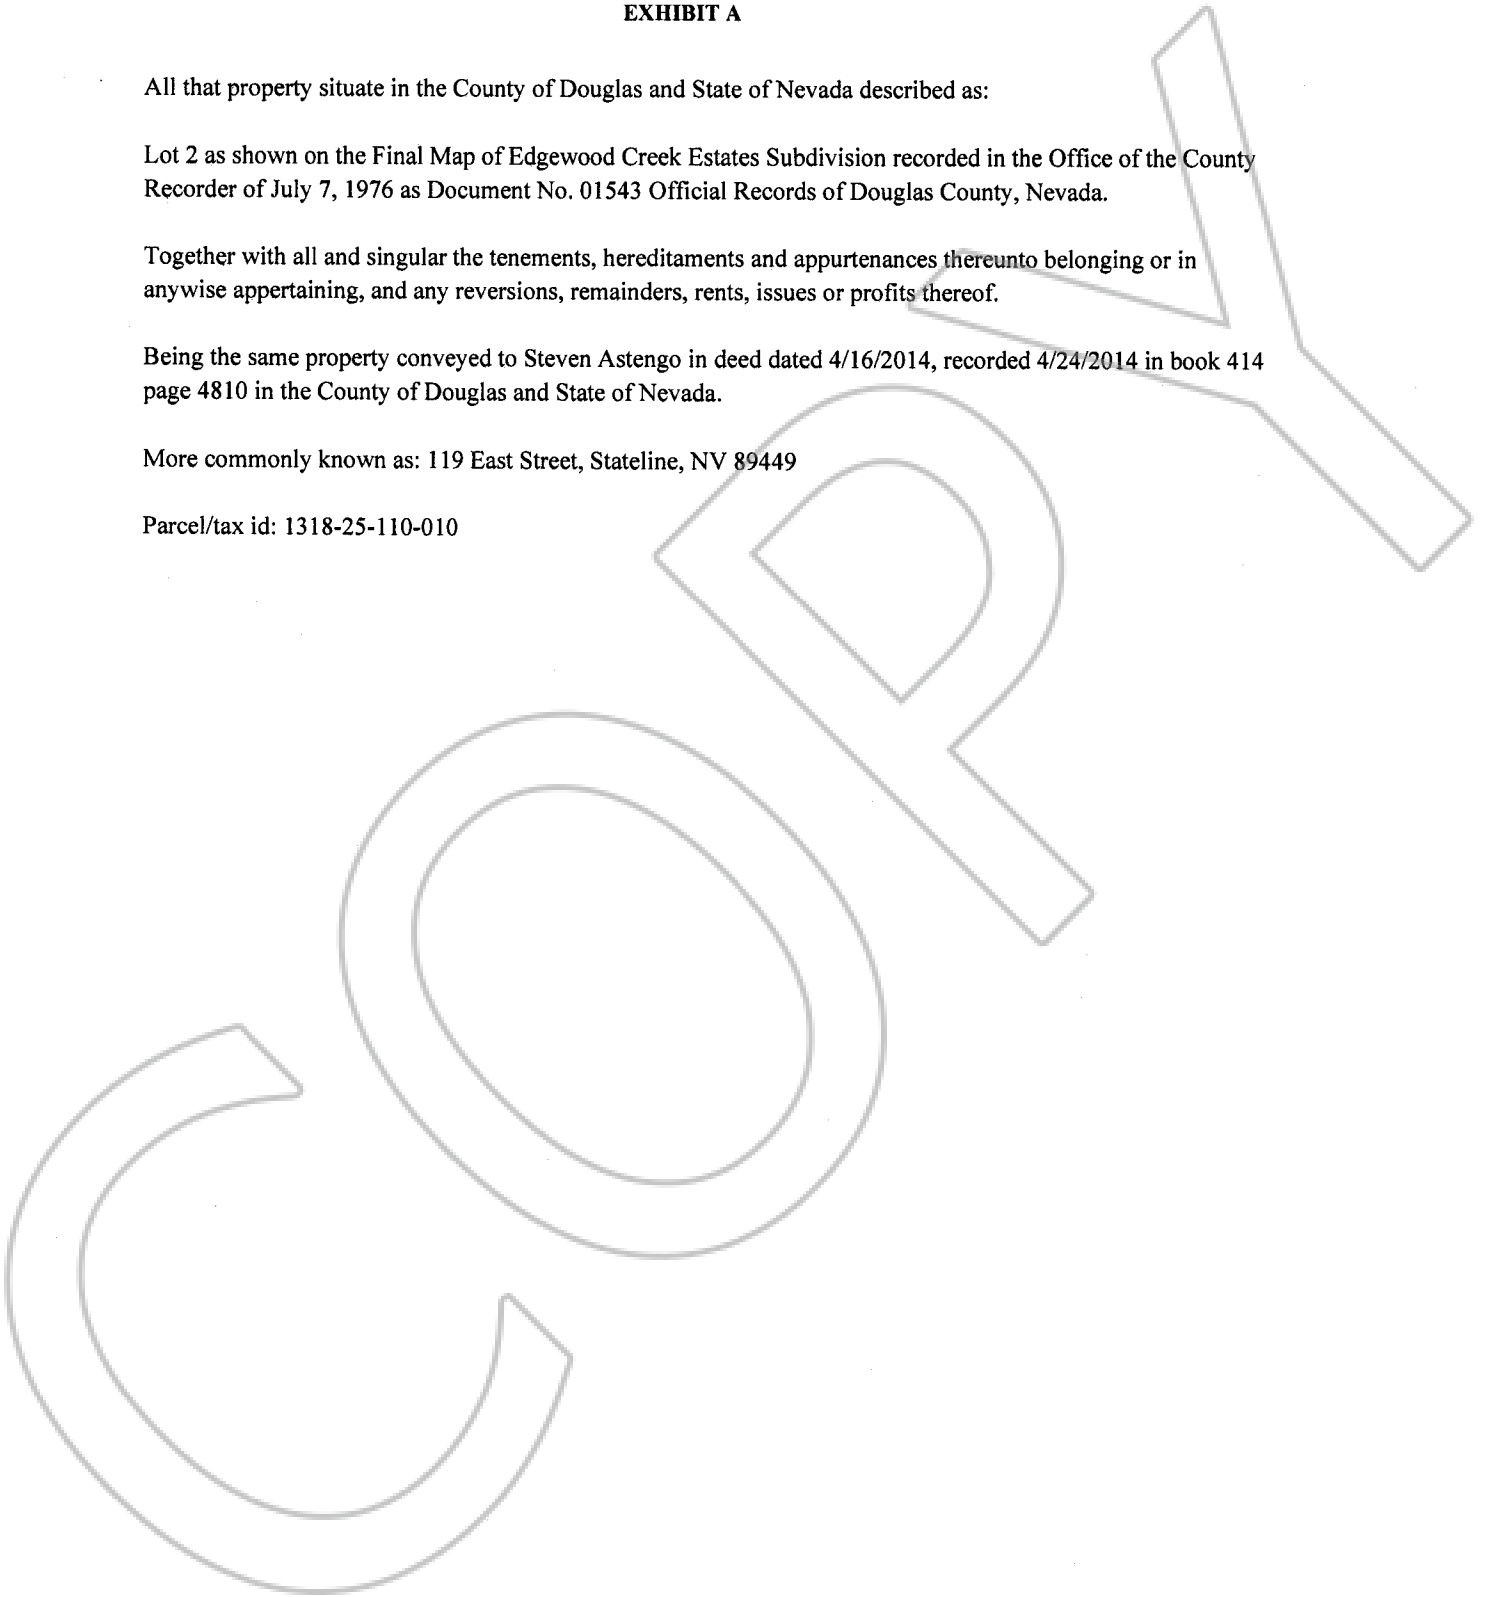 EXHIBIT A
All that property situate in the County of Douglas and State of Nevada described as:
Lot 2 as shown on the Final Map of Edgewood Creek Estates Subdivision recorded in the Office of the County
Recorder of July 7, 1976 as Document No. 01543 Official Records of Douglas County, Nevada.
Together with all and singular the tenements, hereditaments and appurtenances thereunto belonging or in
anywise appertaining, and any reversions, remainders, rents, issues or profits thereof.
Being the same property conveyed to Steven Astengo in deed dated 4/16/2014, recorded 4/24/2014 in book 414
page 4810 in the County of Douglas and State of Nevada.
More commonly known as: 119 East Street, Stateline, NV 89449
Parcel/tax id: 1318-25-110-010
COPY